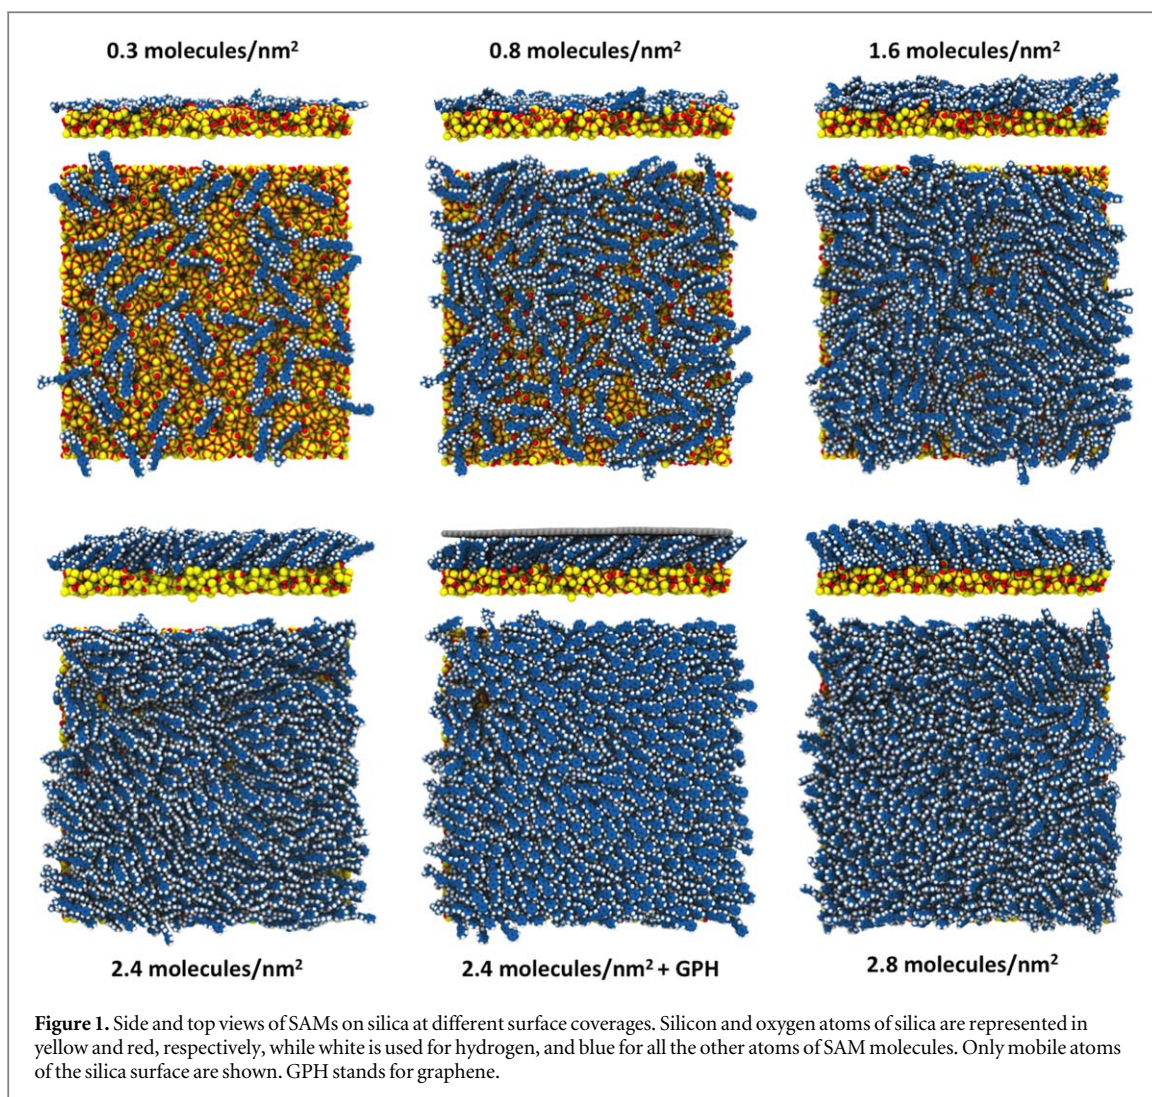 0.3 molecules/nm²
0.8 molecules/nm²
1.6 molecules/nm²
2.4 molecules/nm²
2.4 molecules/nm² + GPH
2.8 molecules/nm²
Figure 1. Side and top views of SAMs on silica at different surface coverages. Silicon and oxygen atoms of silica are represented in
yellow and red, respectively, while white is used for hydrogen, and blue for all the other atoms of SAM molecules. Only mobile atoms
of the silica surface are shown. GPH stands for graphene.